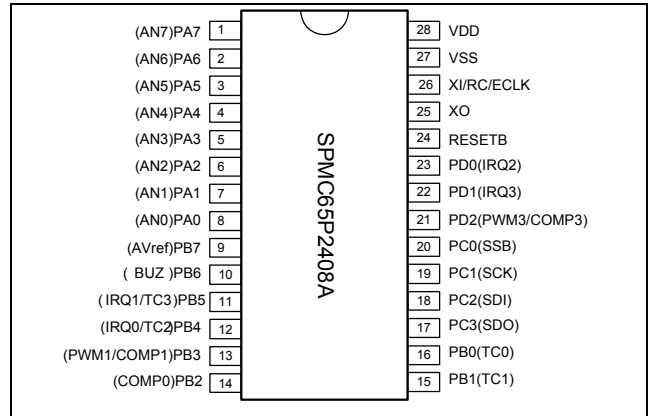 (AN7)PA7 1
(AN6)PA6 2
(AN5)PA5 3
(AN4)PA4 4
(AN3)PA3 5
(AN2)PA2 6
(AN1)PA1 7
(AN0)PA0 8
(AVref)PB7 9
( BUZ )PB6 10
( IRQ1/TC3)PB5 11
(IRQ0/TC2)PB4 12
(PWM1/COMP1)PB3 13
(COMP0)PB2 14
SPMC65P2408A
28 VDD
27 VSS
26 XI/RC/ECLK
25 XO
24 RESETB
23 PD0(IRQ2)
22 PD1(IRQ3)
21 PD2(PWM3/COMP3)
20 PC0(SSB)
19 PC1(SCK)
18 PC2(SDI)
17 PC3(SDO)
16 PB0(TC0)
15 PB1(TC1)